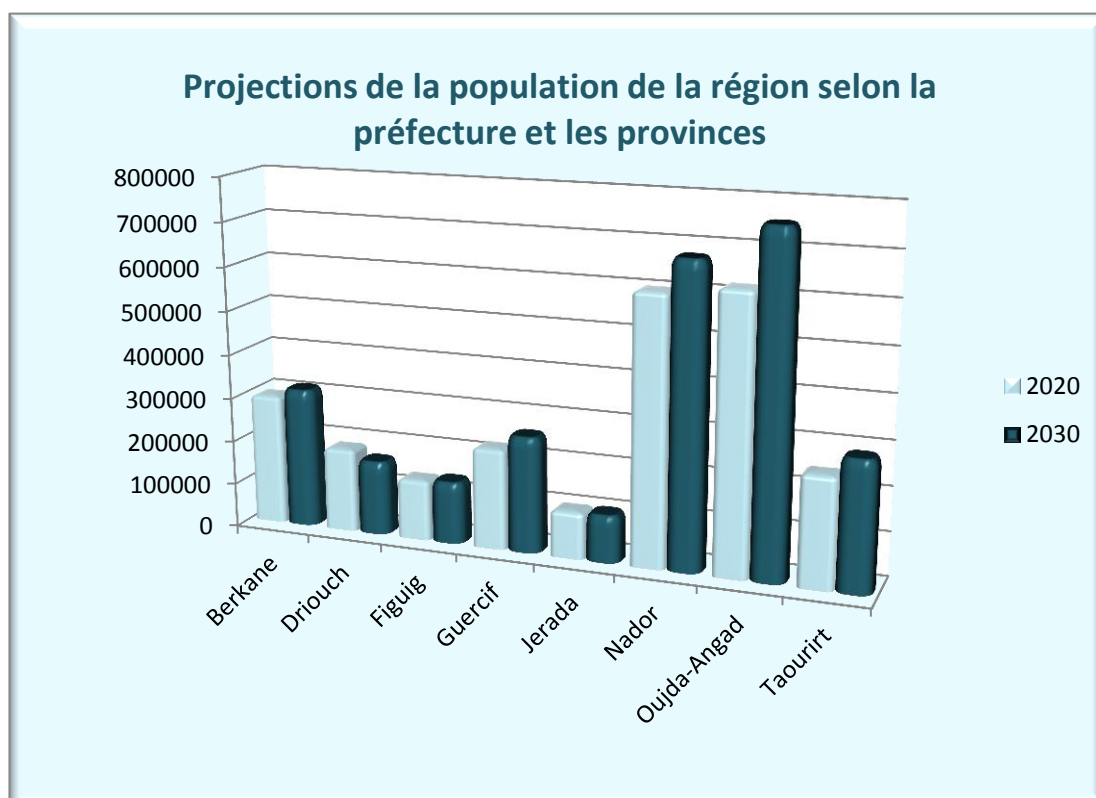 Projections de la population de la région selon la
préfecture et les provinces
800000
700000
600000
500000
400000
300000
200000
100000
0
Berkane
Driouch
Figuig
Guercif
Jerada
Nador
Oujda-Angad
Taourirt
2020
2030